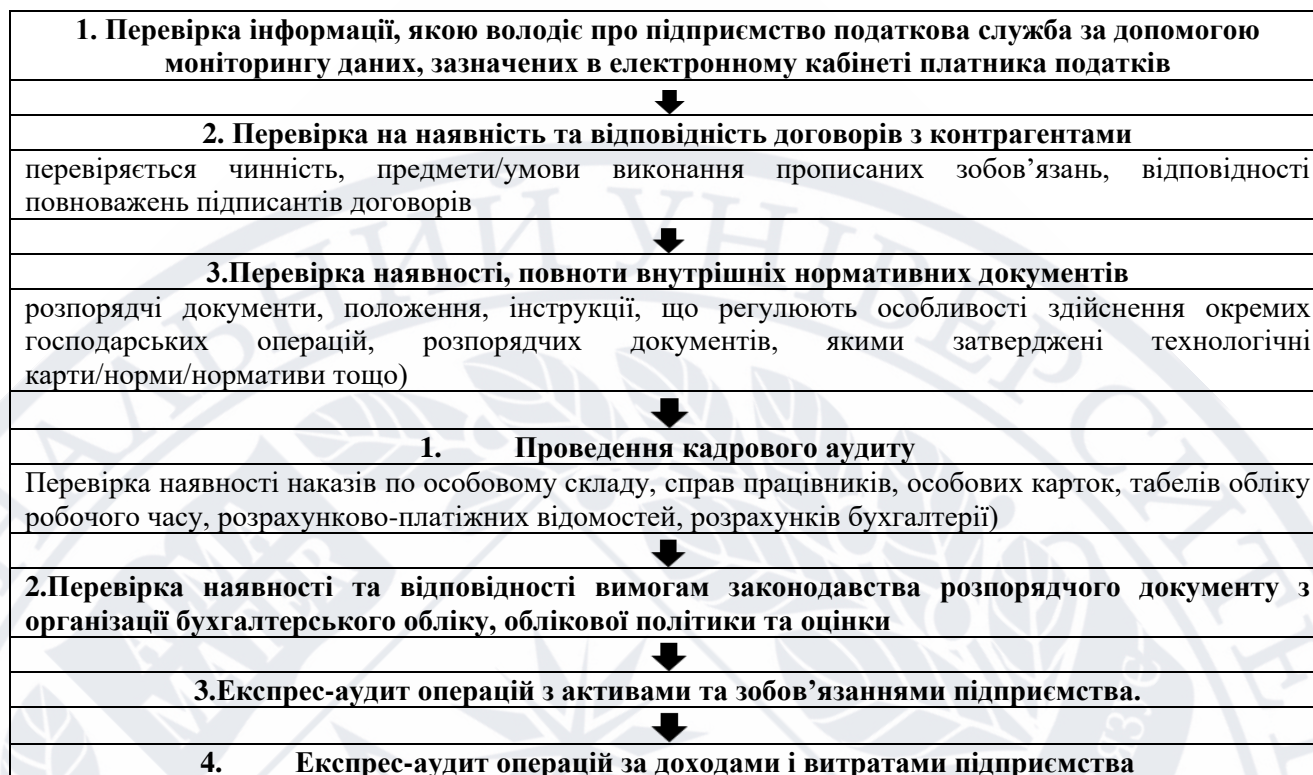 1. Перевірка інформації, якою володіє про підприємство податкова служба за допомогою
моніторингу даних, зазначених в електронному кабінеті платника податків
2. Перевірка на наявність та відповідність договорів з контрагентами
перевіряється чинність, предмети/умови виконання прописаних зобов’язань, відповідності
повноважень підписантів договорів
3.Перевірка наявності, повноти внутрішніх нормативних документів
розпорядчі документи, положення, інструкції, що регулюють особливості здійснення окремих
господарських операцій, розпорядчих документів, якими затверджені технологічні
карти/норми/нормативи тощо)
1. Проведення кадрового аудиту
Перевірка наявності наказів по особовому складу, справ працівників, особових карток, табелів обліку
робочого часу, розрахунково-платіжних відомостей, розрахунків бухгалтерії)
2.Перевірка наявності та відповідності вимогам законодавства розпорядчого документу з
організації бухгалтерського обліку, облікової політики та оцінки
3.Експрес-аудит операцій з активами та зобов’язаннями підприємства.
4. Експрес-аудит операцій за доходами і витратами підприємства